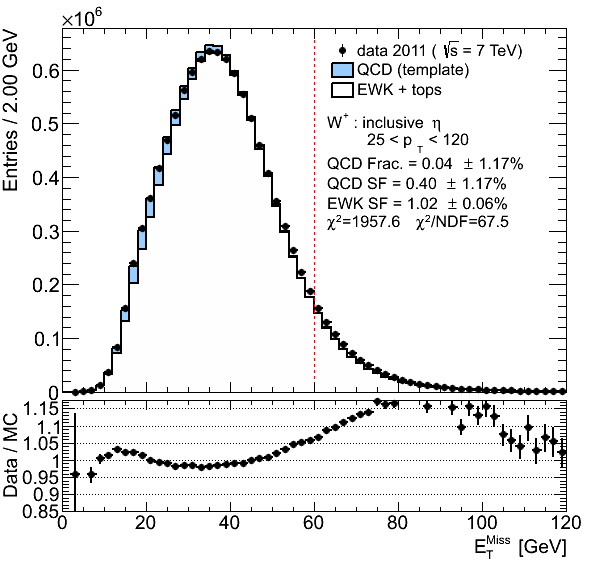 ×10⁶
Entries / 2.00 GeV
0.6
0.5
0.4
0.3
0.2
0.1
0
data 2011 ( √s = 7 TeV)
QCD (template)
EWK + tops
W⁺ : inclusive η
25 < p_T < 120
QCD Frac. = 0.04 ± 1.17%
QCD SF = 0.40 ± 1.17%
EWK SF = 1.02 ± 0.06%
χ²=1957.6 χ²/NDF=67.5
Data / MC
1.15
1.1
1.05
1
0.95
0.9
0.85
0 20 40 60 80 100 120
E_T^Miss [GeV]